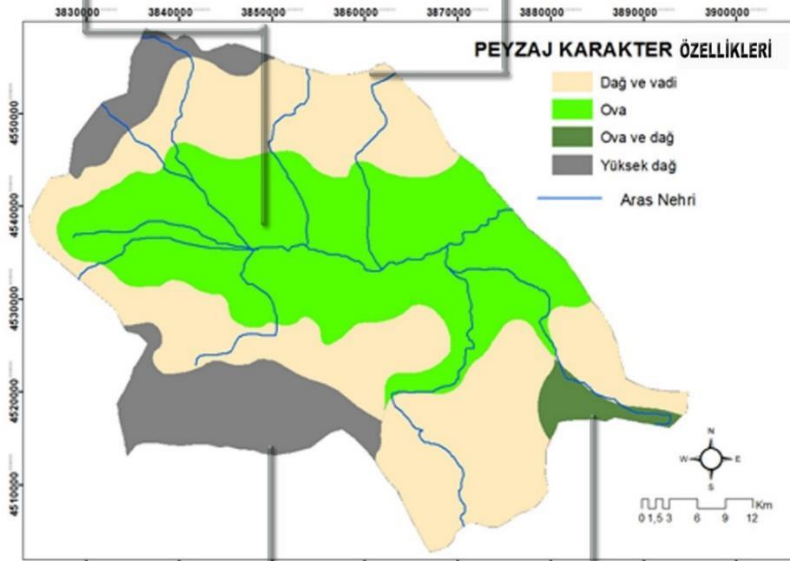 3830000 3840000 3850000 3860000 3870000 3880000 3890000 3900000
PEYZAJ KARAKTER ÖZELLİKLERİ
Dağ ve vadi
Ova
Ova ve dağ
Yüksek dağ
Aras Nehri
4550000
4540000
4530000
4520000
4510000
N
W E
S
Km
0 1,5 3 6 9 12